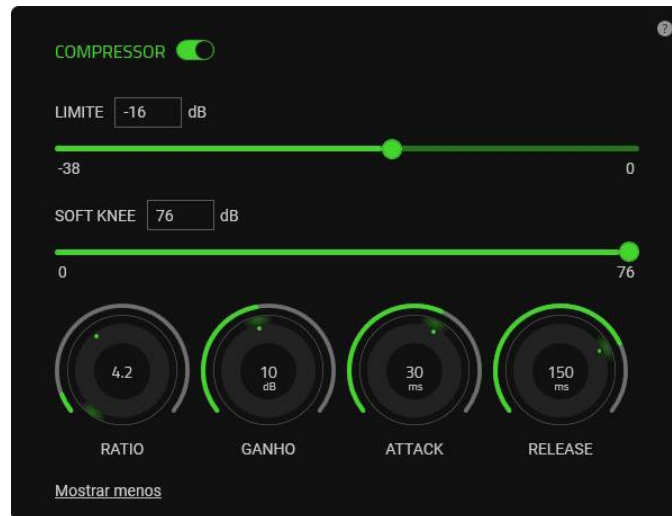 ?
COMPRESSOR
LIMITE -16 dB
-38 0
SOFT KNEE 76 dB
0 76
4.2 10 dB 30 ms 150 ms
RATIO GANHO ATTACK RELEASE
Mostrar menos